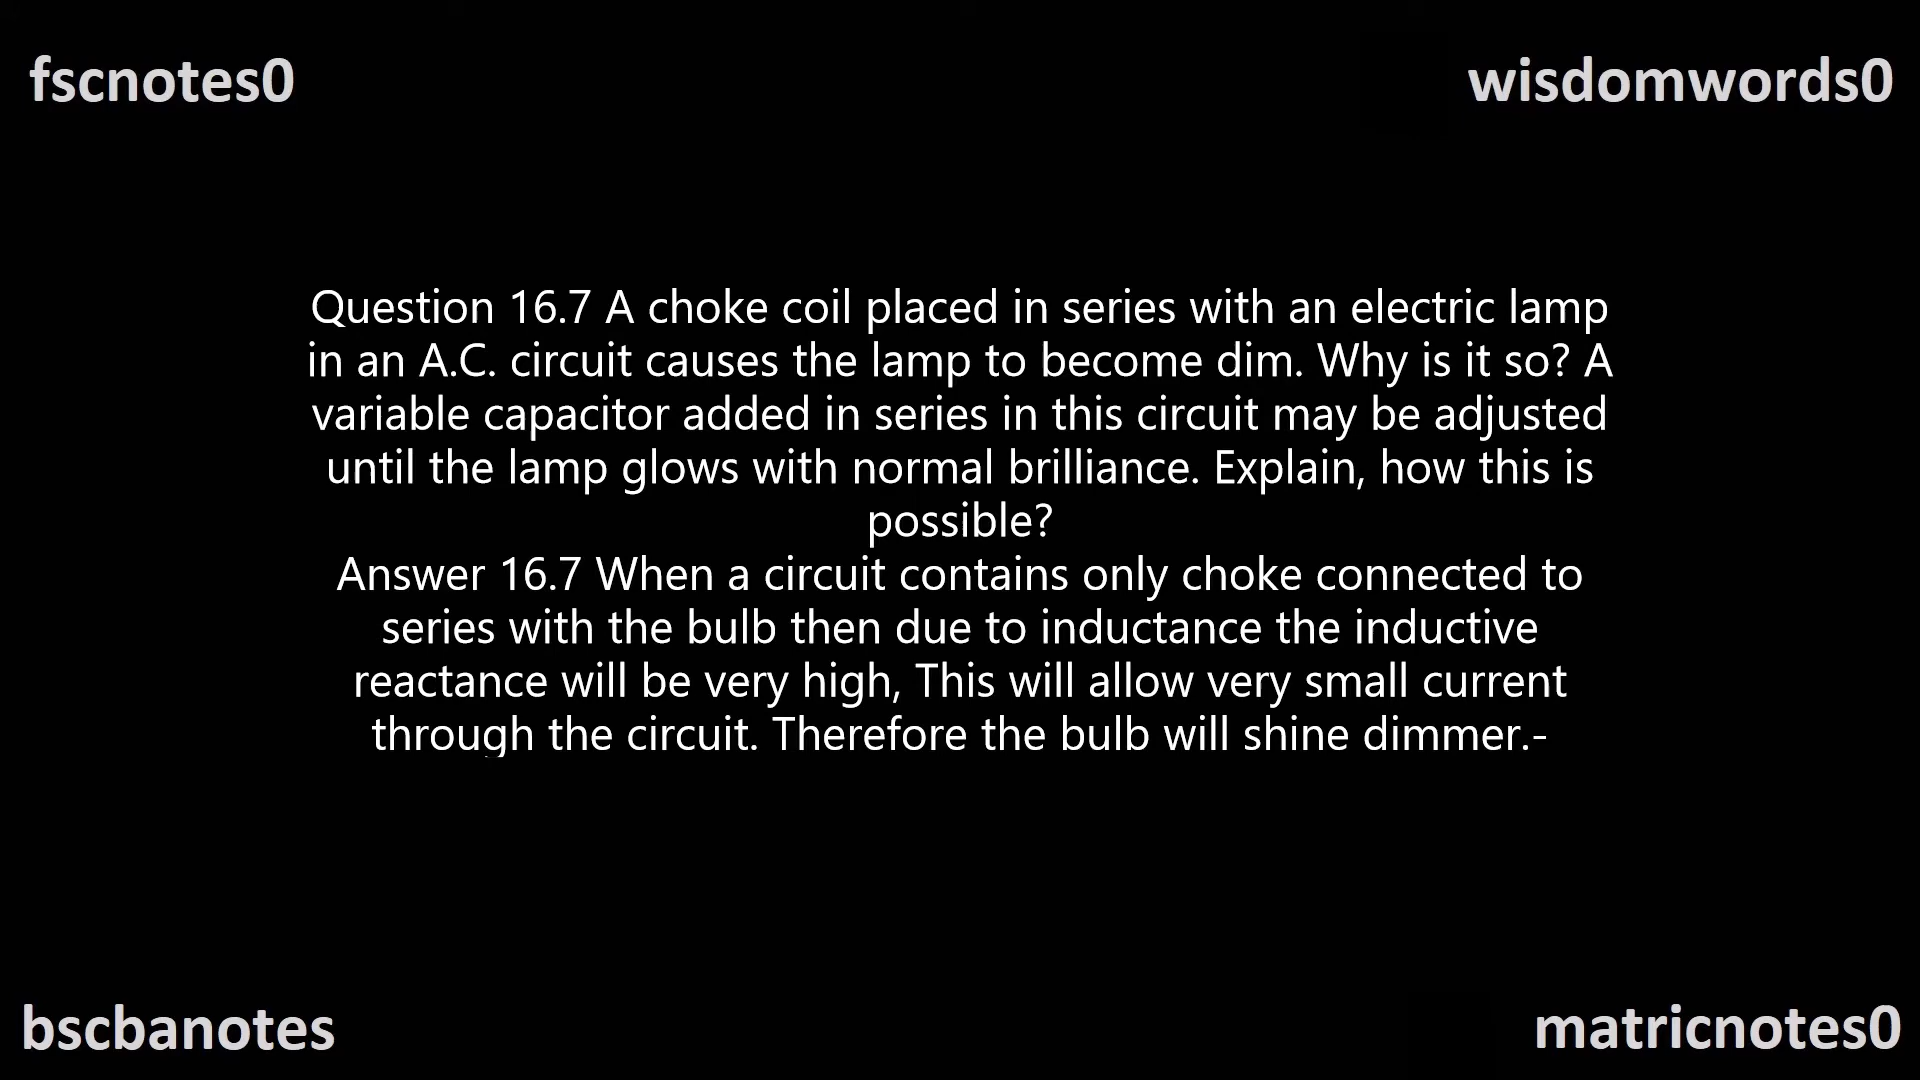 fscnotes0
wisdomwords0
Question 16.7 A choke coil placed in series with an electric lamp
in an A.C. circuit causes the lamp to become dim. Why is it so? A
variable capacitor added in series in this circuit may be adjusted
until the lamp glows with normal brilliance. Explain, how this is
possible?
Answer 16.7 When a circuit contains only choke connected to
series with the bulb then due to inductance the inductive
reactance will be very high, This will allow very small current
through the circuit. Therefore the bulb will shine dimmer.-
bscbanotes
matricnotes0